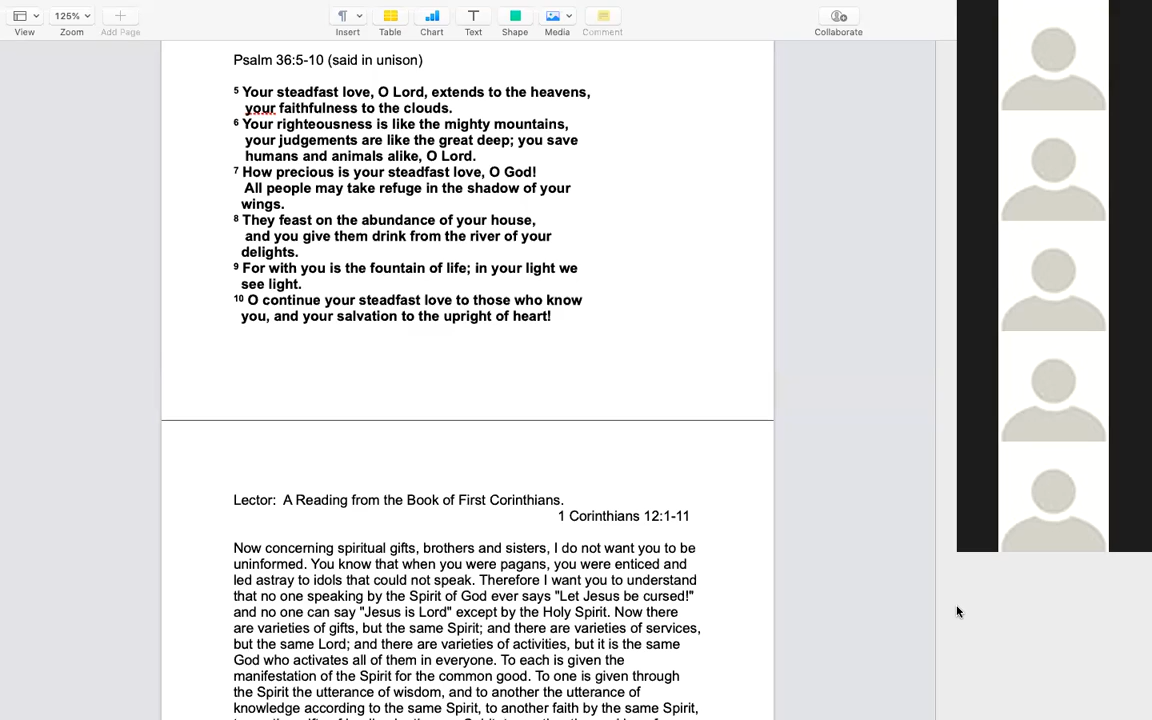 View
125%
Zoom
Add Page
Insert
Table
Chart
Text
Shape
Media
Comment
Collaborate
Psalm 36:5-10 (said in unison)
5 Your steadfast love, O Lord, extends to the heavens,
your faithfulness to the clouds.
6 Your righteousness is like the mighty mountains,
your judgements are like the great deep; you save
humans and animals alike, O Lord.
7 How precious is your steadfast love, O God!
All people may take refuge in the shadow of your
wings.
8 They feast on the abundance of your house,
and you give them drink from the river of your
delights.
9 For with you is the fountain of life; in your light we
see light.
10 O continue your steadfast love to those who know
you, and your salvation to the upright of heart!
Lector:  A Reading from the Book of First Corinthians.
1 Corinthians 12:1-11
Now concerning spiritual gifts, brothers and sisters, I do not want you to be
uninformed. You know that when you were pagans, you were enticed and
led astray to idols that could not speak. Therefore I want you to understand
that no one speaking by the Spirit of God ever says "Let Jesus be cursed!"
and no one can say "Jesus is Lord" except by the Holy Spirit. Now there
are varieties of gifts, but the same Spirit; and there are varieties of services,
but the same Lord; and there are varieties of activities, but it is the same
God who activates all of them in everyone. To each is given the
manifestation of the Spirit for the common good. To one is given through
the Spirit the utterance of wisdom, and to another the utterance of
knowledge according to the same Spirit, to another faith by the same Spirit,